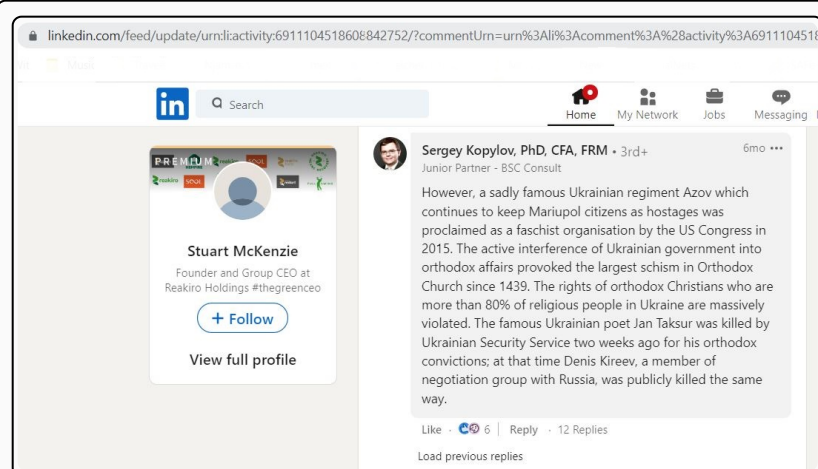 linkedin.com/feed/update/urn:li:activity:6911104518608842752/?commentUrn=urn%3Ali%3Acomment%3A%28activity%3A6911104518
in
Search
Home
My Network
Jobs
Messaging
PREMIUM
Stuart McKenzie
Founder and Group CEO at
Reakiro Holdings #thegreenceo
+ Follow
View full profile
Sergey Kopylov, PhD, CFA, FRM • 3rd+
6mo •••
Junior Partner - BSC Consult
However, a sadly famous Ukrainian regiment Azov which
continues to keep Mariupol citizens as hostages was
proclaimed as a faschist organisation by the US Congress in
2015. The active interference of Ukrainian government into
orthodox affairs provoked the largest schism in Orthodox
Church since 1439. The rights of orthodox Christians who are
more than 80% of religious people in Ukraine are massively
violated. The famous Ukrainian poet Jan Taksur was killed by
Ukrainian Security Service two weeks ago for his orthodox
convictions; at that time Denis Kireev, a member of
negotiation group with Russia, was publicly killed the same
way.
Like · 6 | Reply · 12 Replies
Load previous replies